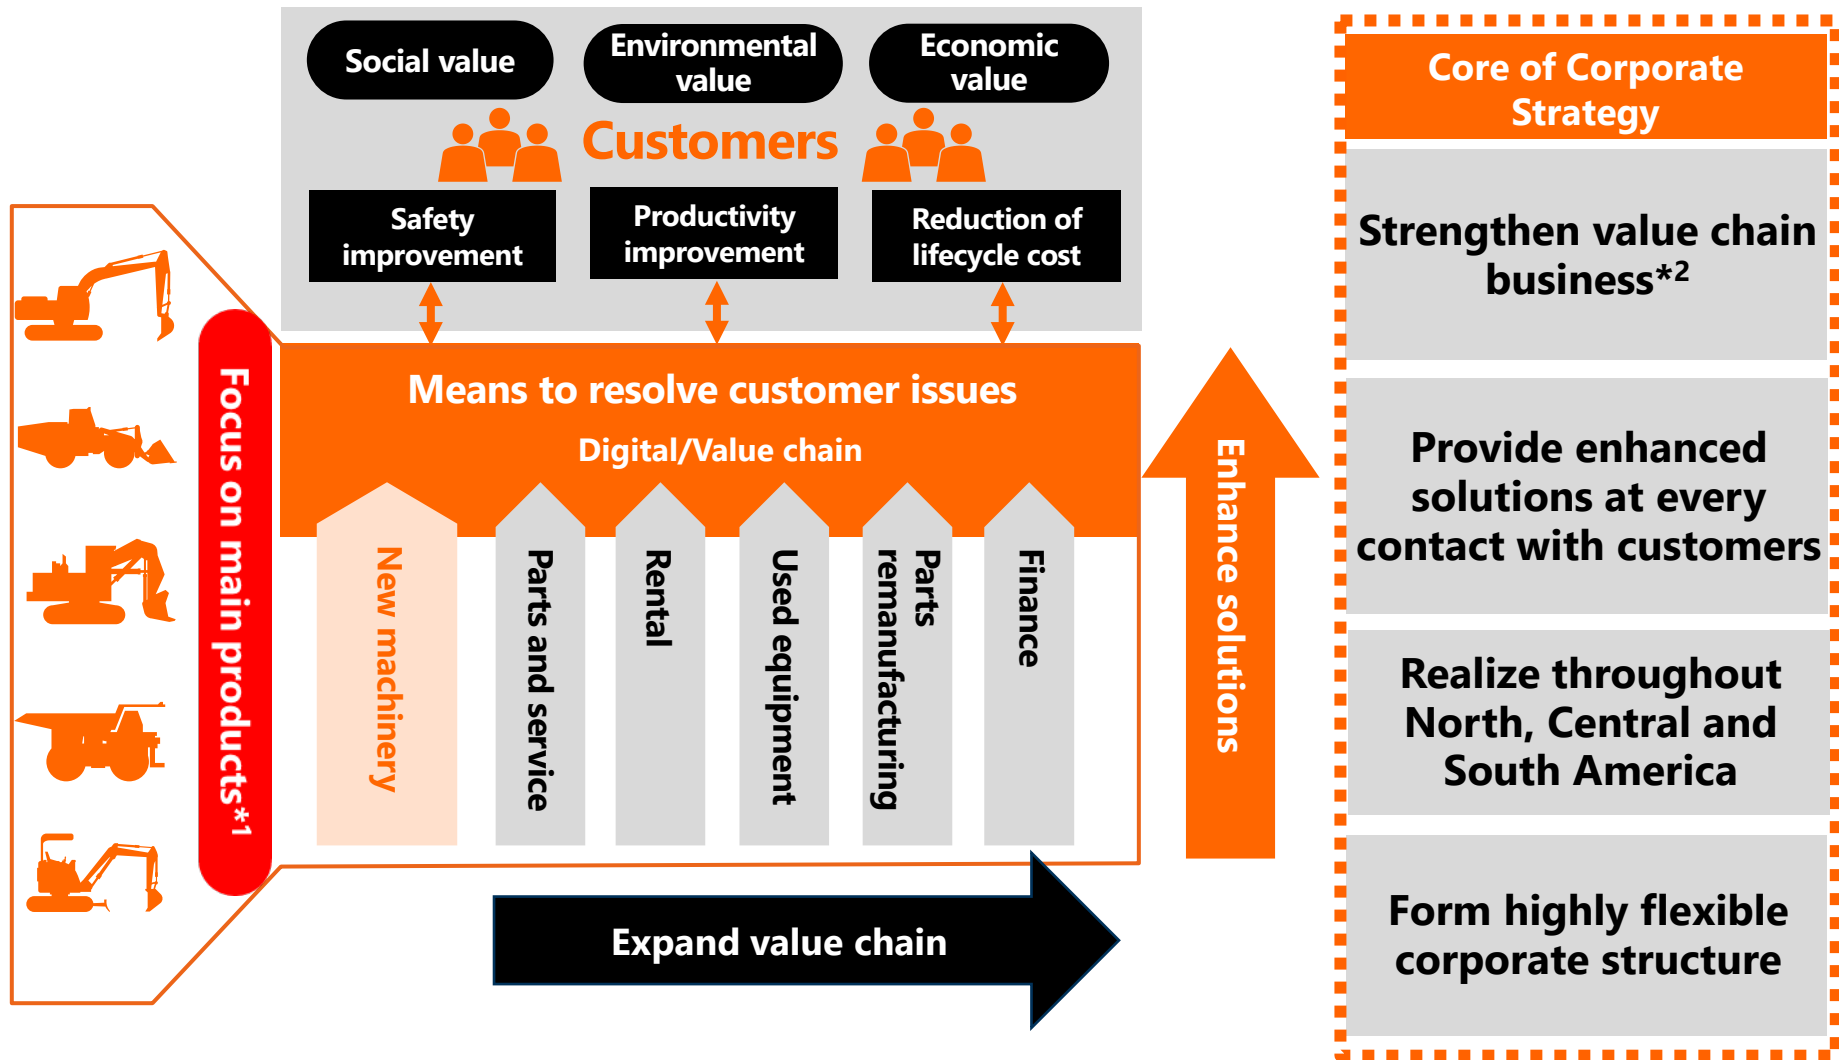 Social value
Environmental
value
Economic
value
Customers
Safety
improvement
Productivity
improvement
Reduction of
lifecycle cost
Focus on main products*1
Means to resolve customer issues
Digital/Value chain
New machinery
Parts and service
Rental
Used equipment
Parts
remanufacturing
Finance
Expand value chain
Enhance solutions
Core of Corporate
Strategy
Strengthen value chain
business*2
Provide enhanced
solutions at every
contact with customers
Realize throughout
North, Central and
South America
Form highly flexible
corporate structure